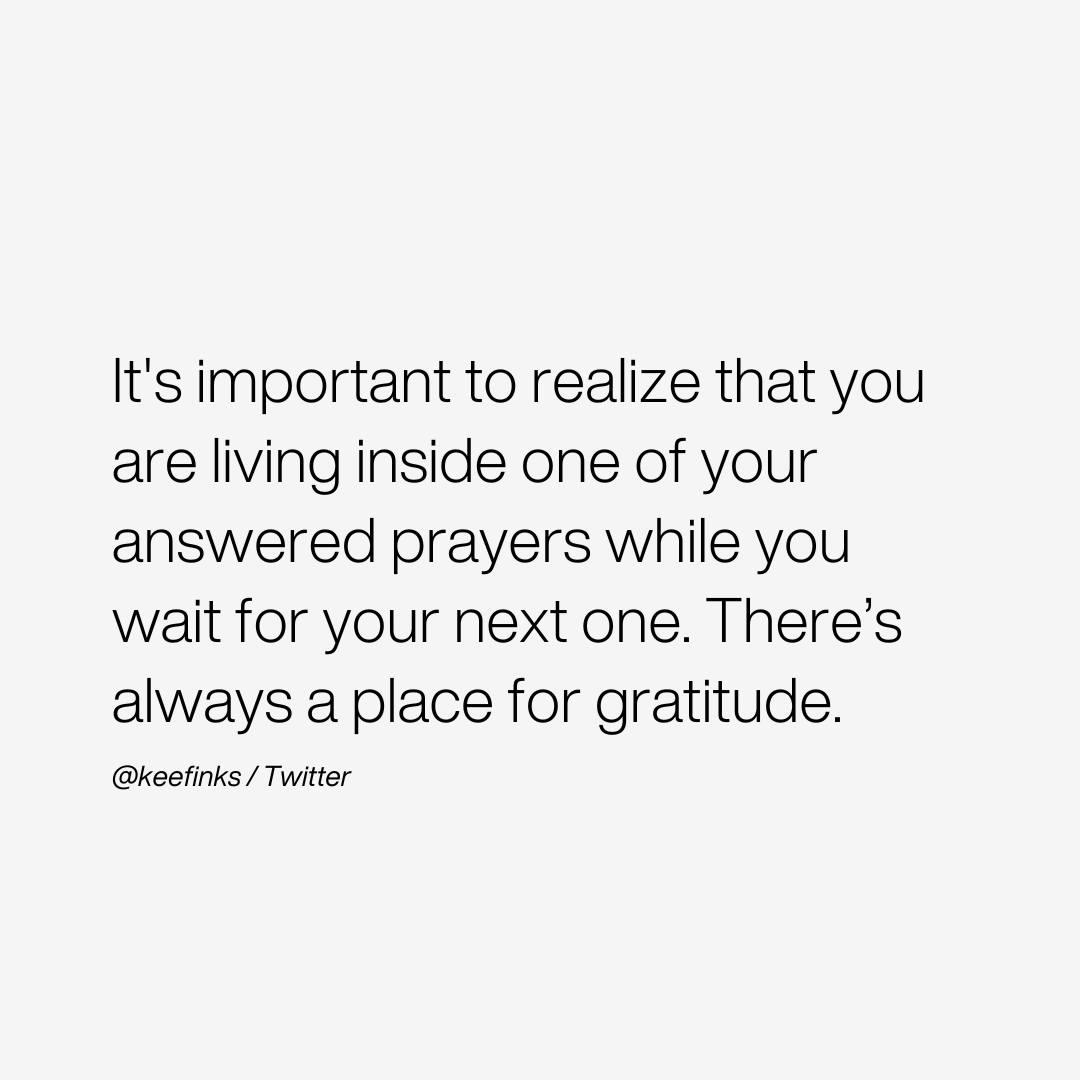 It's important to realize that you
are living inside one of your
answered prayers while you
wait for your next one. There’s
always a place for gratitude.
@keefinks / Twitter